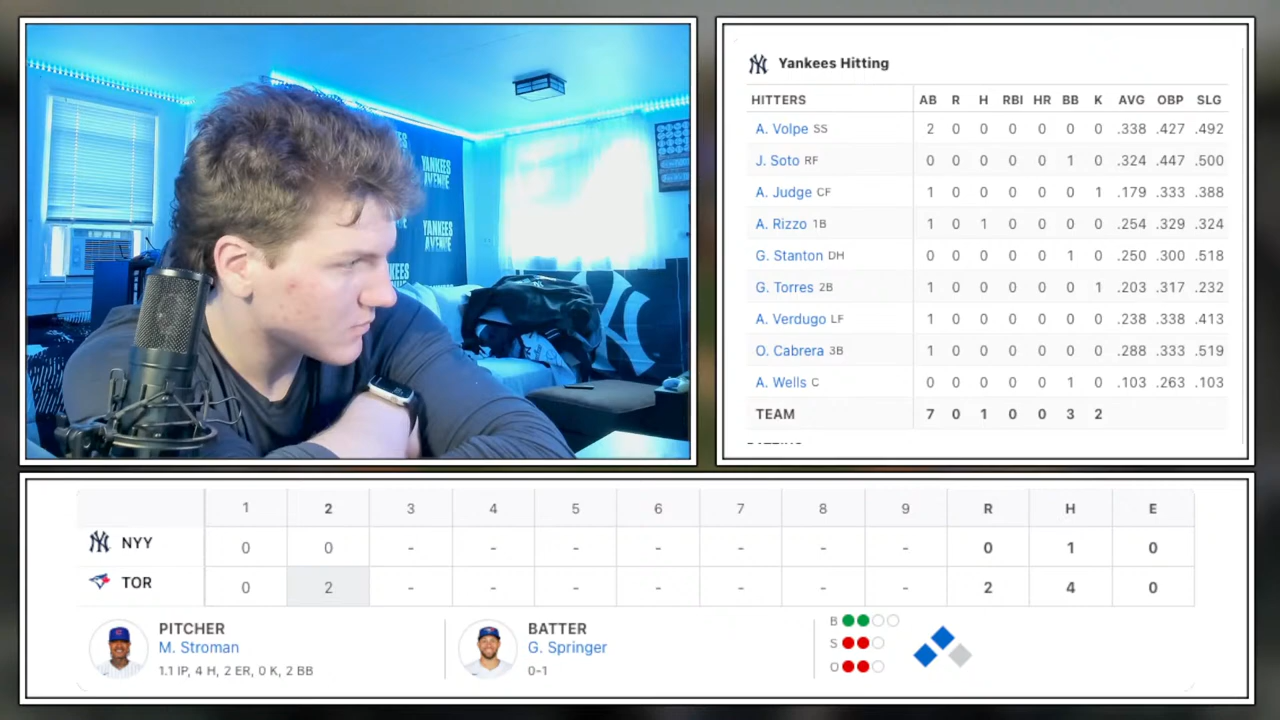 YANKEES
AVENUE
YANKEES
AVENUE
Yankees Hitting
HITTERS AB R H RBI HR BB K AVG OBP SLG
A. Volpe SS 2 0 0 0 0 0 0 .338 .427 .492
J. Soto RF 0 0 0 0 0 1 0 .324 .447 .500
A. Judge CF 1 0 0 0 0 0 1 .179 .333 .388
A. Rizzo 1B 1 0 1 0 0 0 0 .254 .329 .324
G. Stanton DH 0 0 0 0 0 1 0 .250 .300 .518
G. Torres 2B 1 0 0 0 0 0 1 .203 .317 .232
A. Verdugo LF 1 0 0 0 0 0 0 .238 .338 .413
O. Cabrera 3B 1 0 0 0 0 0 0 .288 .333 .519
A. Wells C 0 0 0 0 0 1 0 .103 .263 .103
TEAM 7 0 1 0 0 3 2
1 2 3 4 5 6 7 8 9 R H E
NYY 0 0 - - - - - - - 0 1 0
TOR 0 2 - - - - - - - 2 4 0
PITCHER
M. Stroman
1.1 IP, 4 H, 2 ER, 0 K, 2 BB
BATTER
G. Springer
0-1
B
S
O